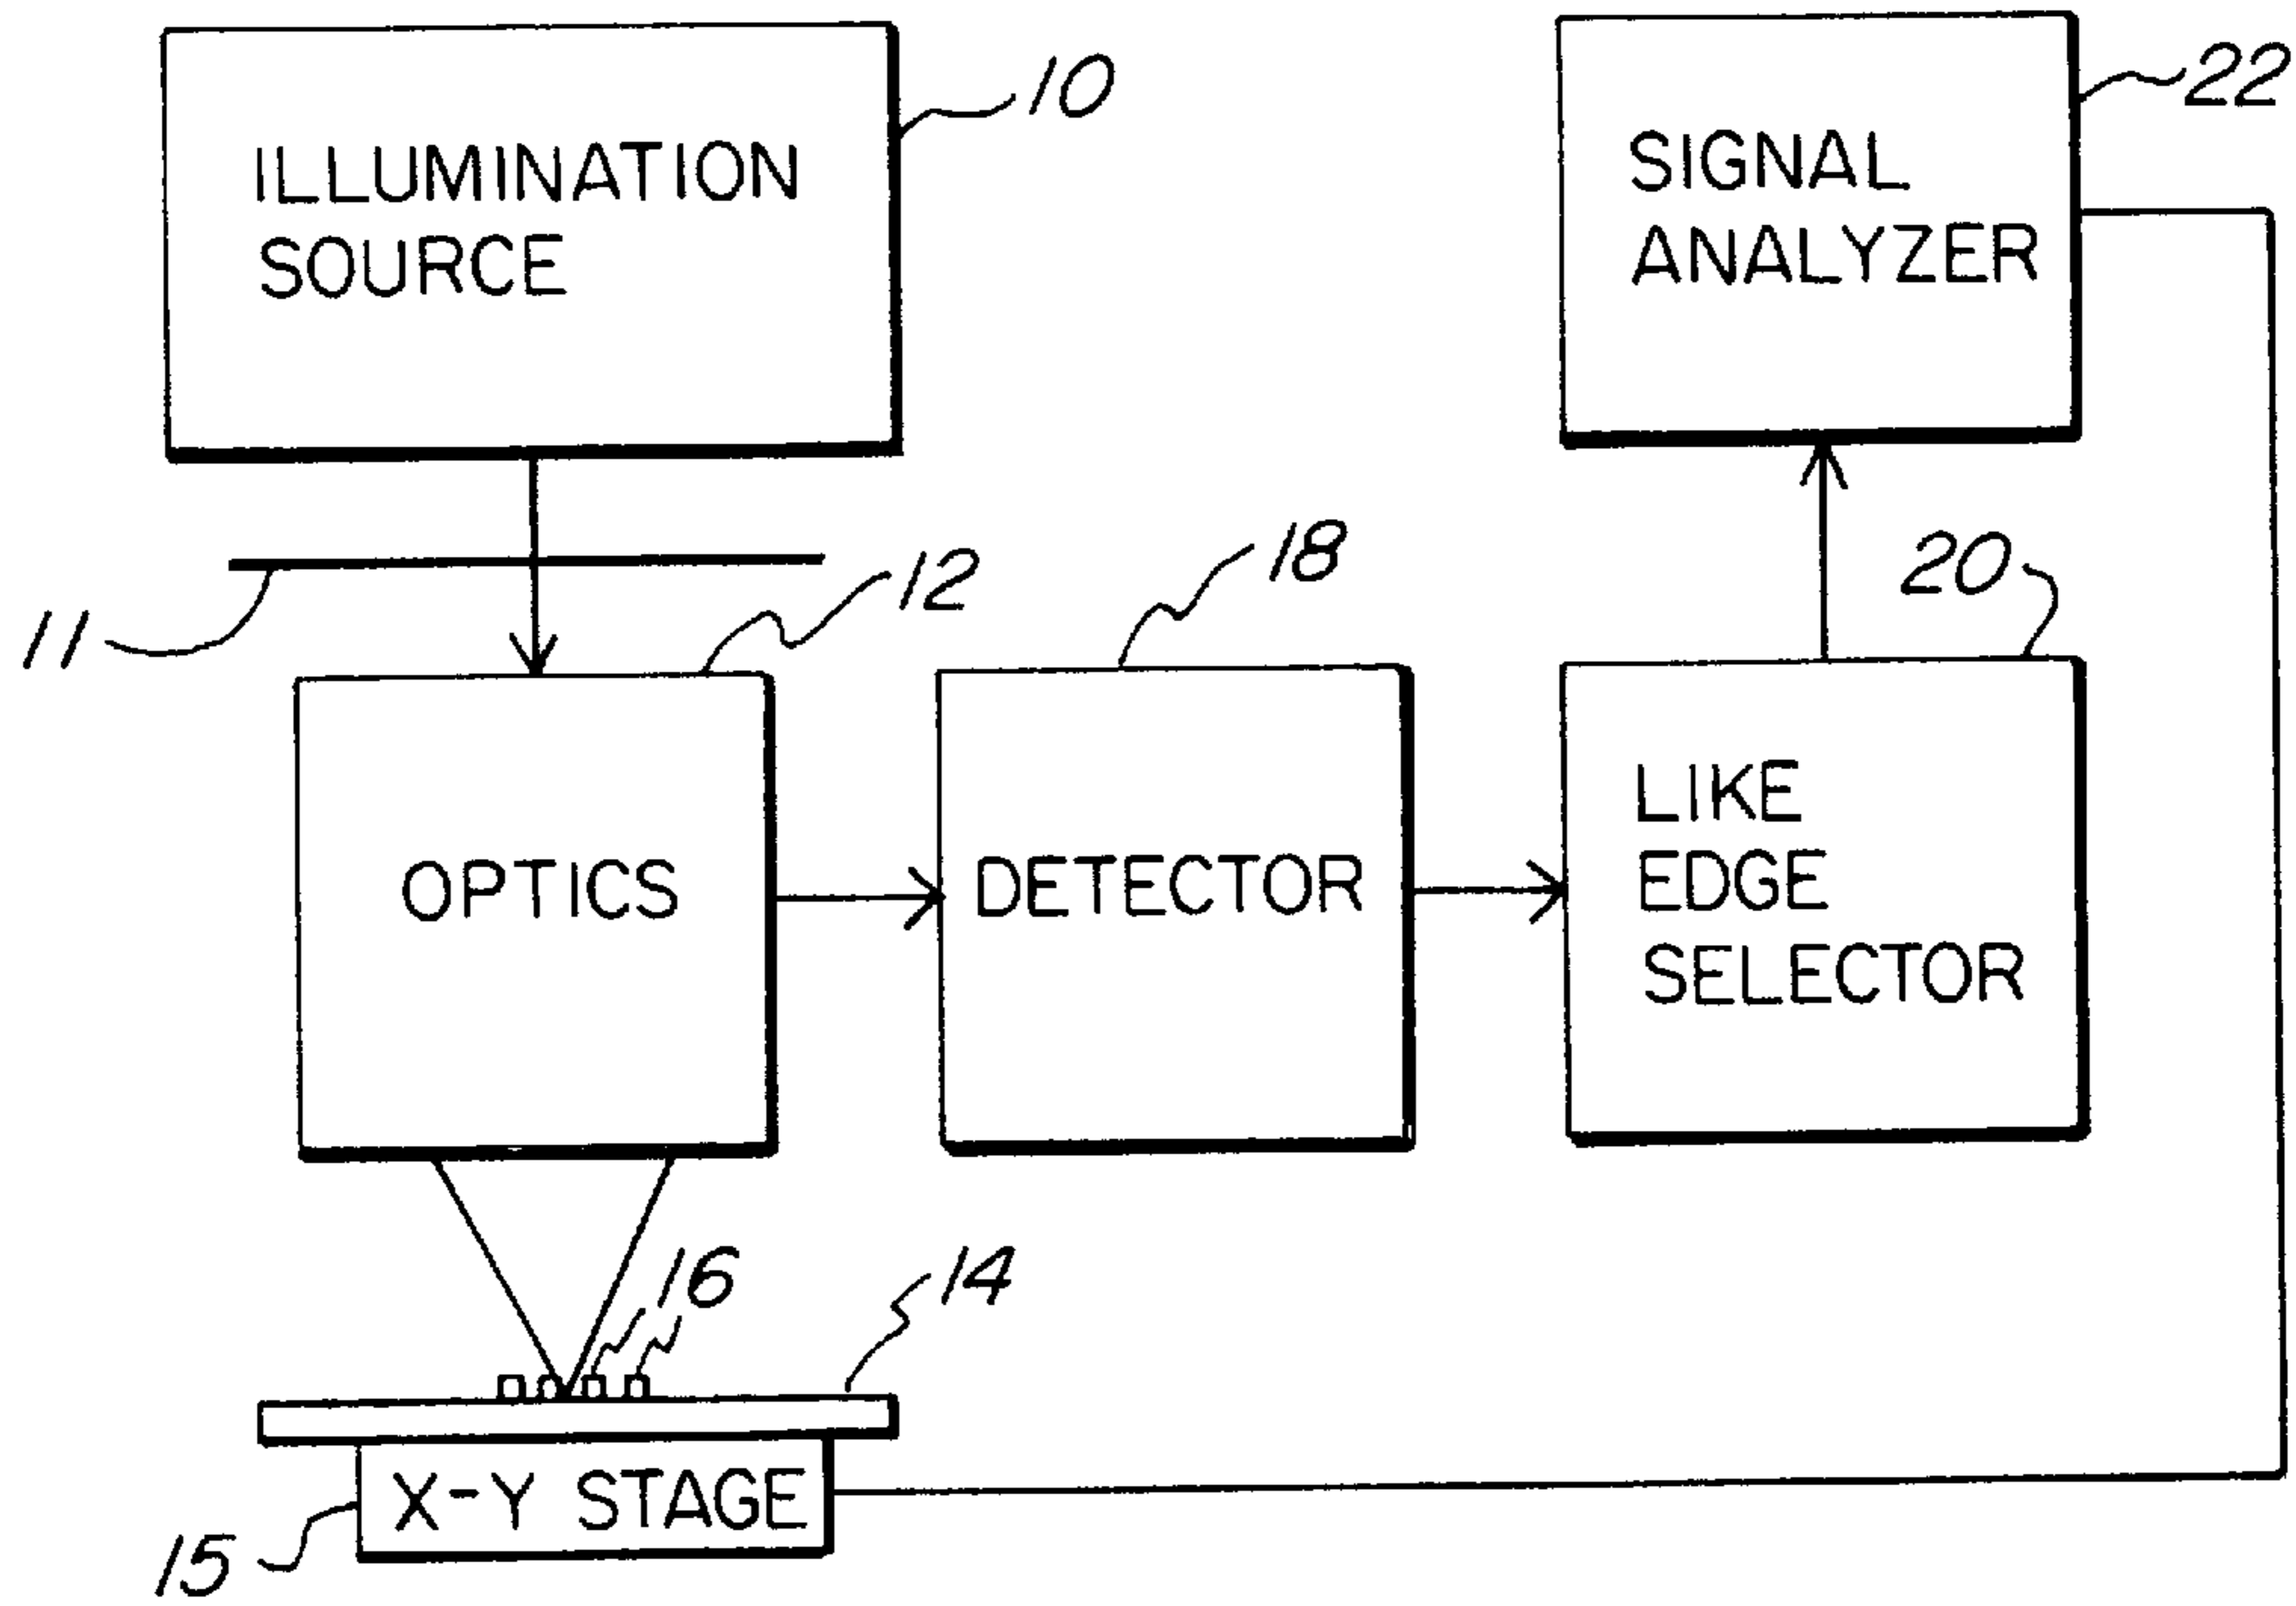 10
22
ILLUMINATION
SOURCE
SIGNAL
ANALYZER
11
12
18
20
OPTICS
DETECTOR
LIKE
EDGE
SELECTOR
16
14
X-Y STAGE
15